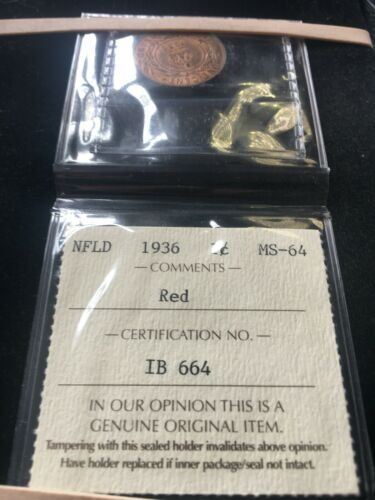 NFLD 1936 1¢ MS-64
— COMMENTS —
Red
— CERTIFICATION NO. —
IB 664
IN OUR OPINION THIS IS A
GENUINE ORIGINAL ITEM.
Tampering with this sealed holder invalidates above opinion.
Have holder replaced if inner package/seal not intact.